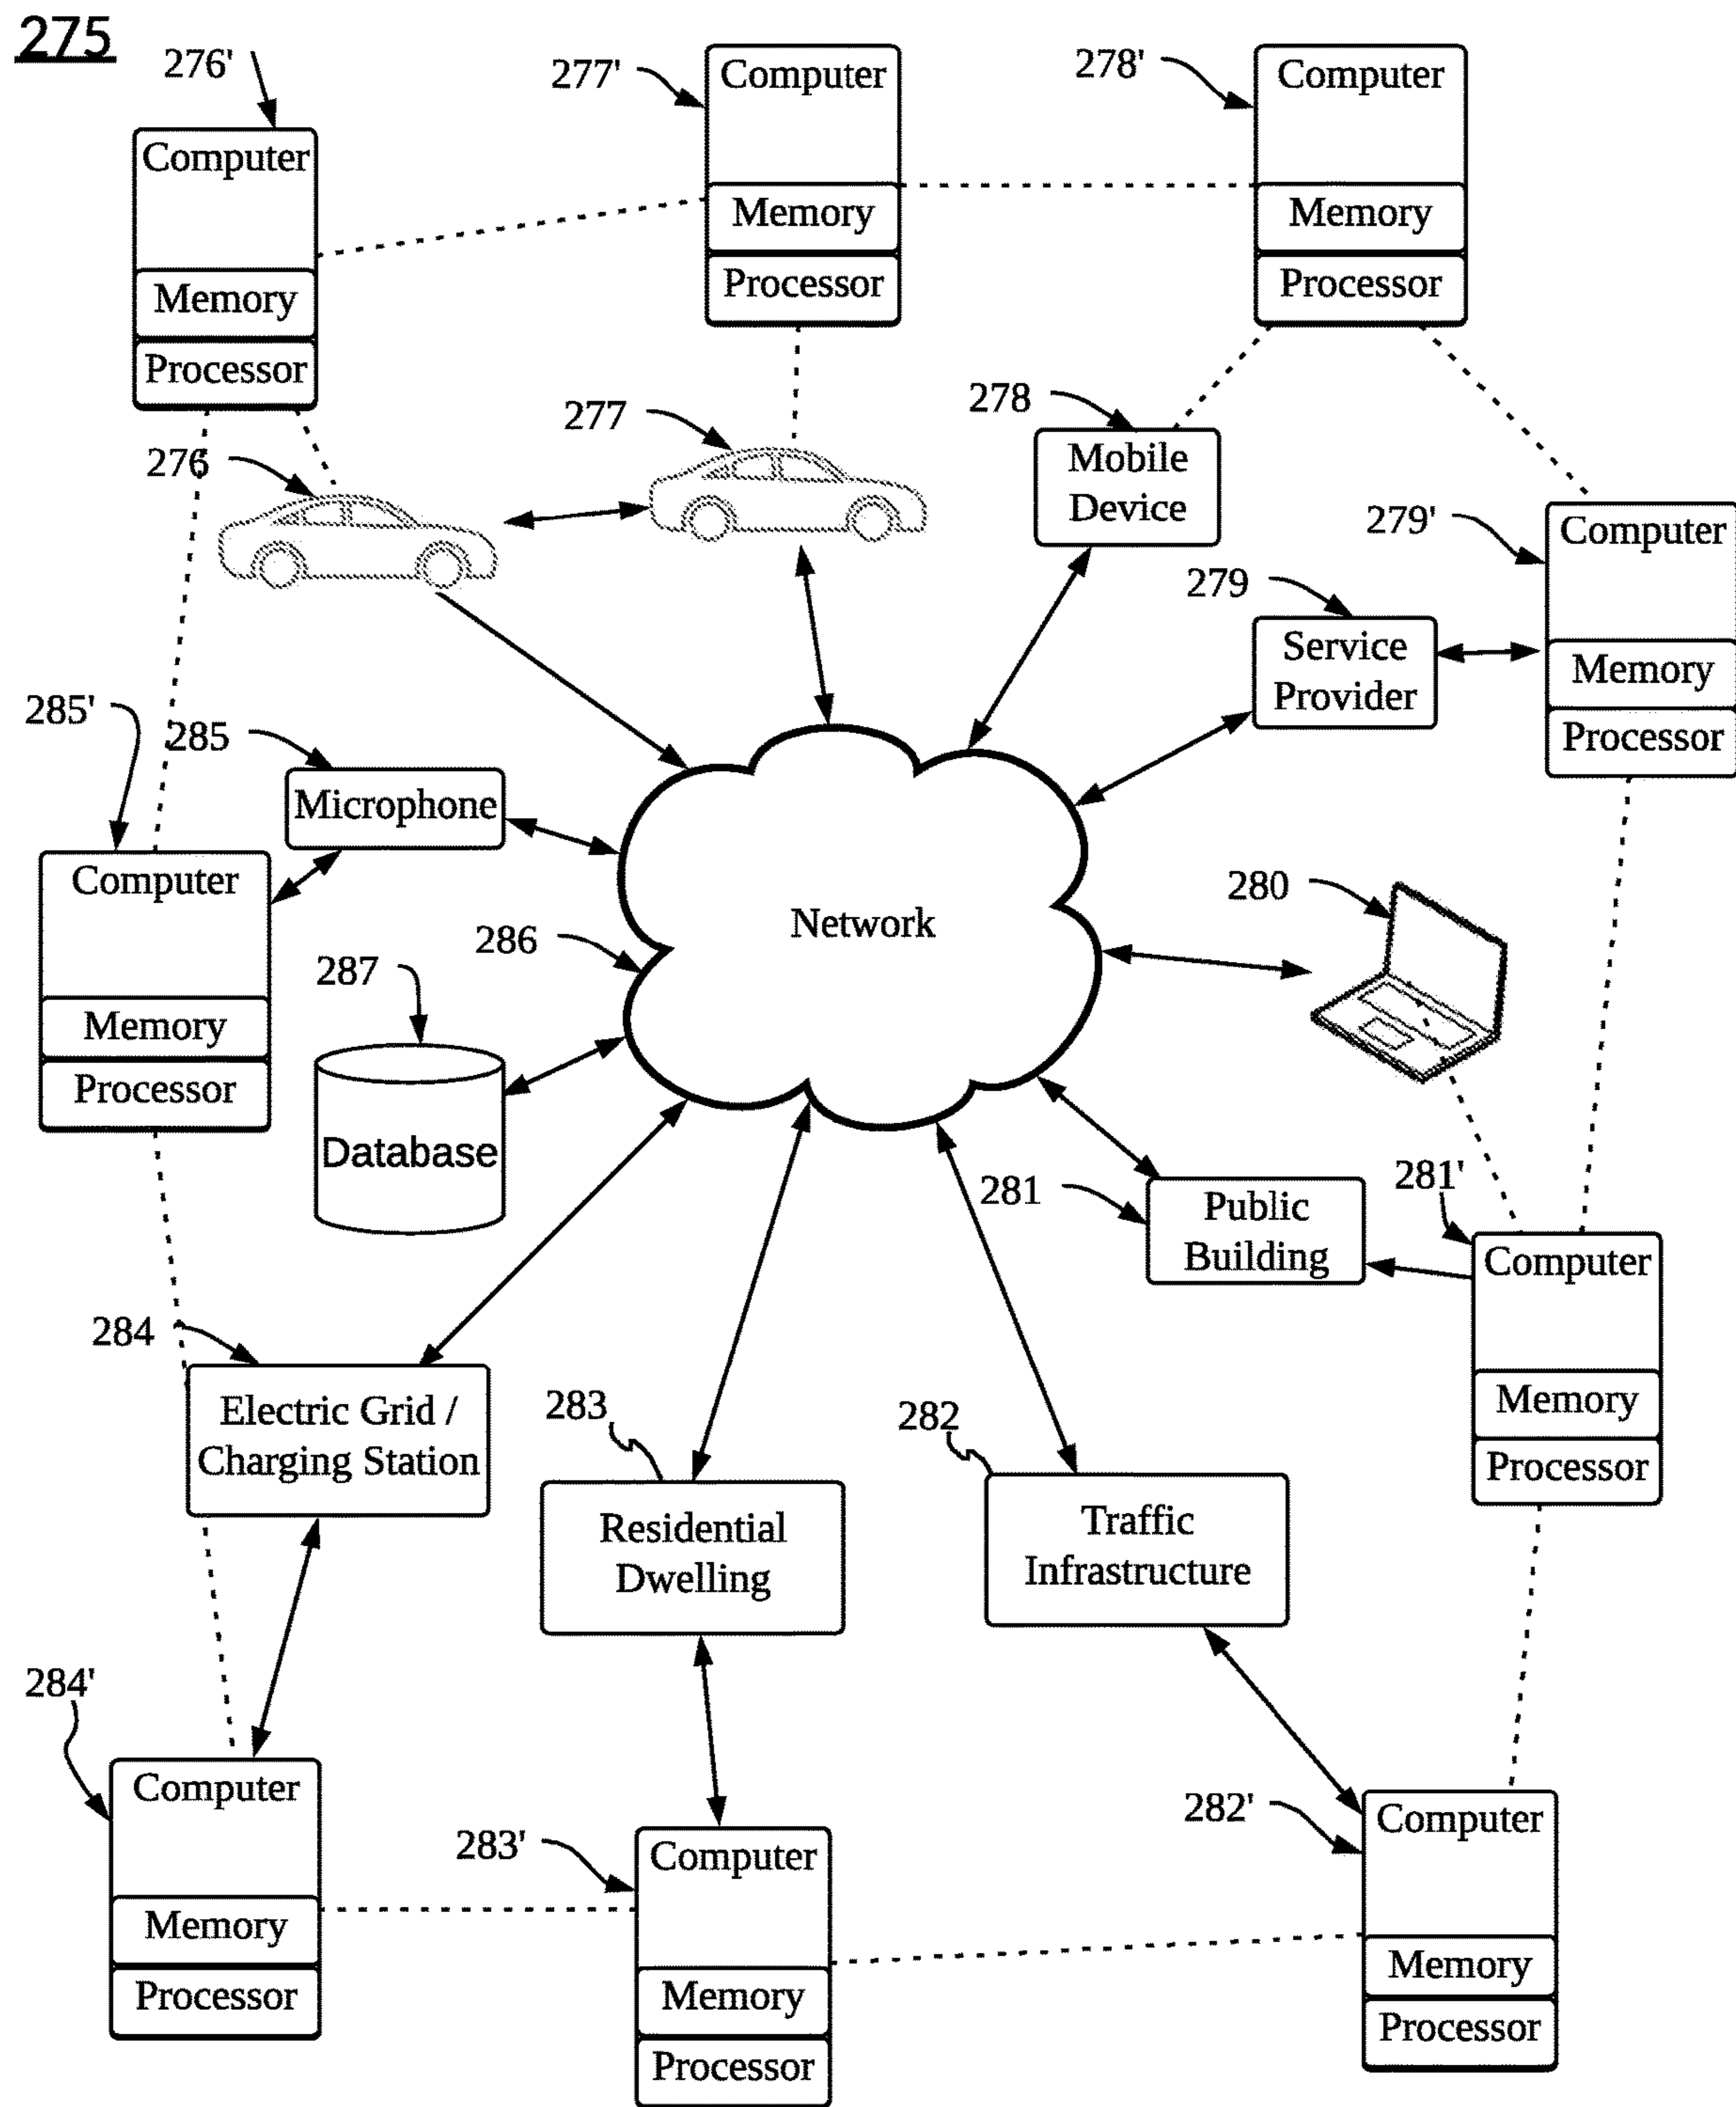 275
276'
277'
Computer
278'
Computer
Computer
Memory
Memory
Memory
Processor
Processor
Processor
276
277
278
Mobile
Device
279'
Computer
279
Service
Provider
Memory
Processor
285'
285
Microphone
Computer
Memory
Processor
286
Network
280
287
Database
281
Public
Building
281'
Computer
Memory
Processor
284
Electric Grid /
Charging Station
283
Residential
Dwelling
282
Traffic
Infrastructure
284'
Computer
Memory
Processor
283'
Computer
Memory
Processor
282'
Computer
Memory
Processor